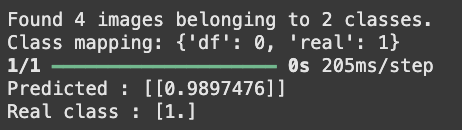 Found 4 images belonging to 2 classes.
Class mapping: {'df': 0, 'real': 1}
1/1 ━━━━━━━━━━━━━━━━━━━━ 0s 205ms/step
Predicted : [[0.9897476]]
Real class : [1.]